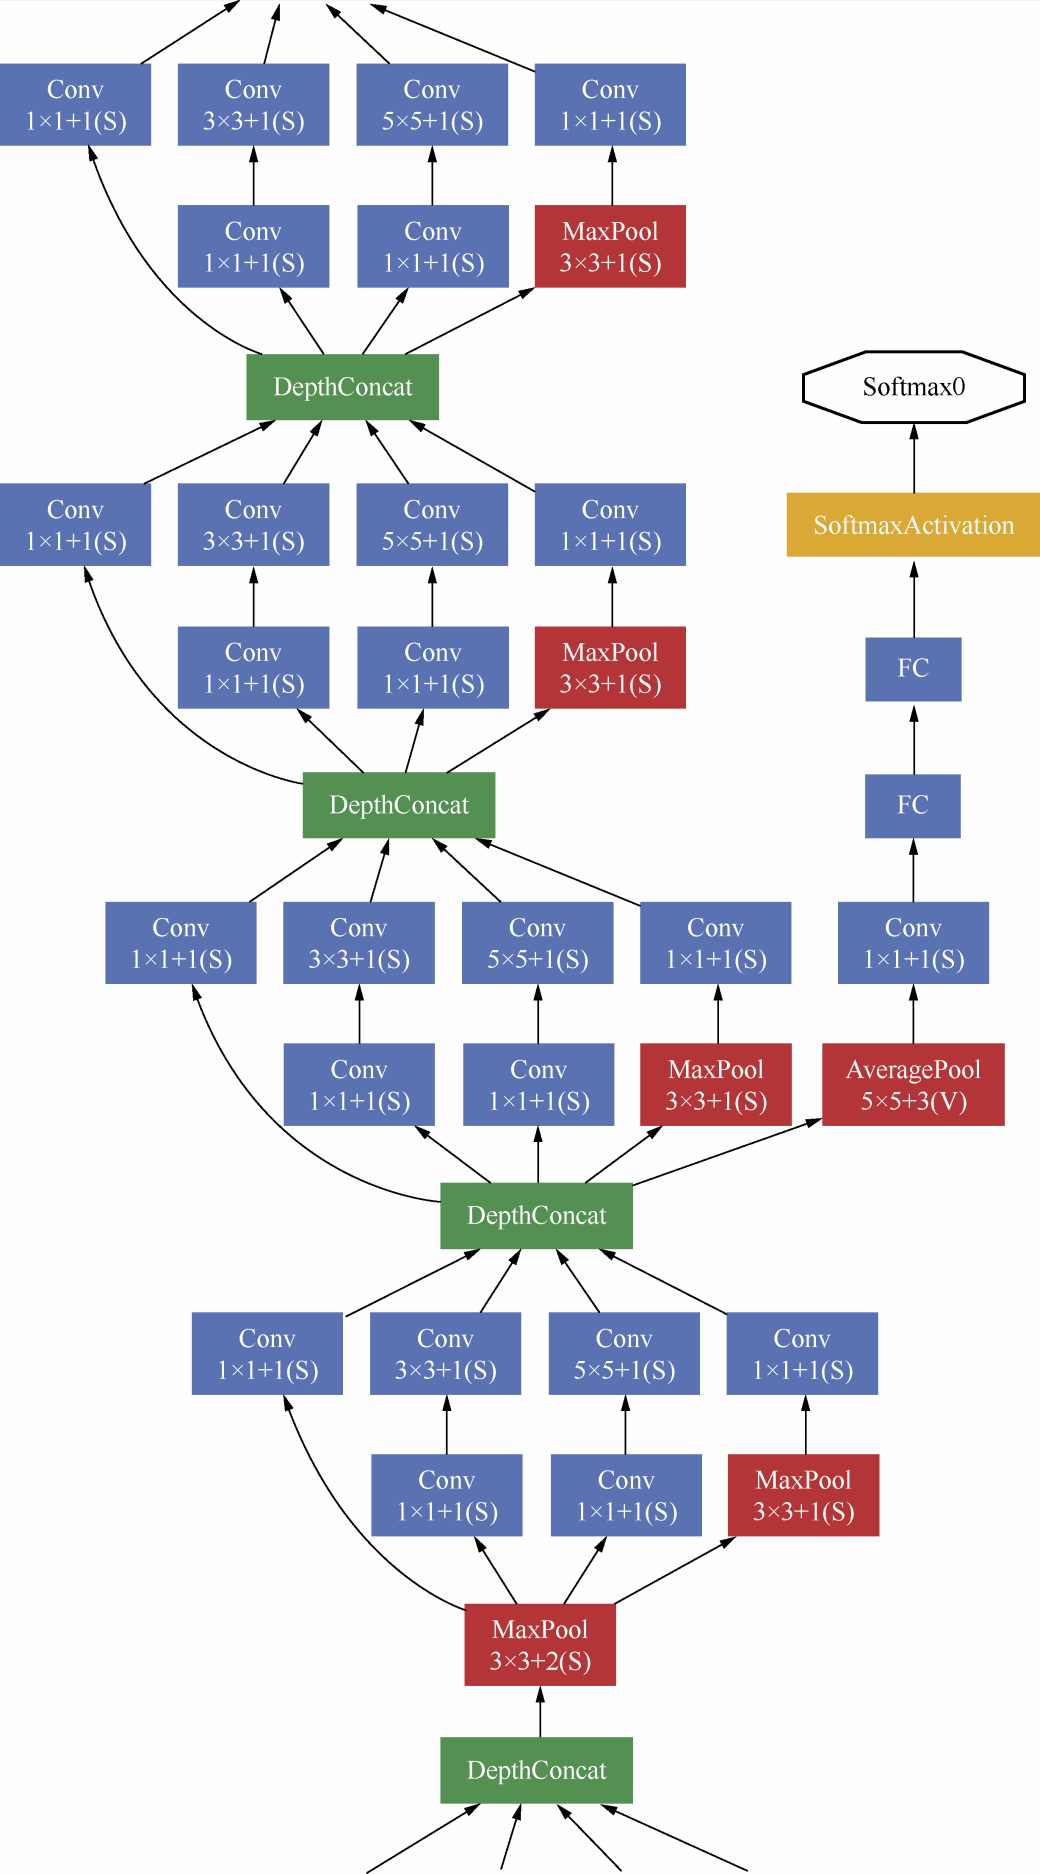 Conv
1×1+1(S)
Conv
3×3+1(S)
Conv
5×5+1(S)
Conv
1×1+1(S)
Conv
1×1+1(S)
Conv
1×1+1(S)
MaxPool
3×3+1(S)
DepthConcat
Softmax0
Conv
1×1+1(S)
Conv
3×3+1(S)
Conv
5×5+1(S)
Conv
1×1+1(S)
SoftmaxActivation
Conv
1×1+1(S)
Conv
1×1+1(S)
MaxPool
3×3+1(S)
FC
DepthConcat
FC
Conv
1×1+1(S)
Conv
3×3+1(S)
Conv
5×5+1(S)
Conv
1×1+1(S)
Conv
1×1+1(S)
Conv
1×1+1(S)
Conv
1×1+1(S)
MaxPool
3×3+1(S)
AveragePool
5×5+3(V)
DepthConcat
Conv
1×1+1(S)
Conv
3×3+1(S)
Conv
5×5+1(S)
Conv
1×1+1(S)
Conv
1×1+1(S)
Conv
1×1+1(S)
MaxPool
3×3+1(S)
MaxPool
3×3+2(S)
DepthConcat